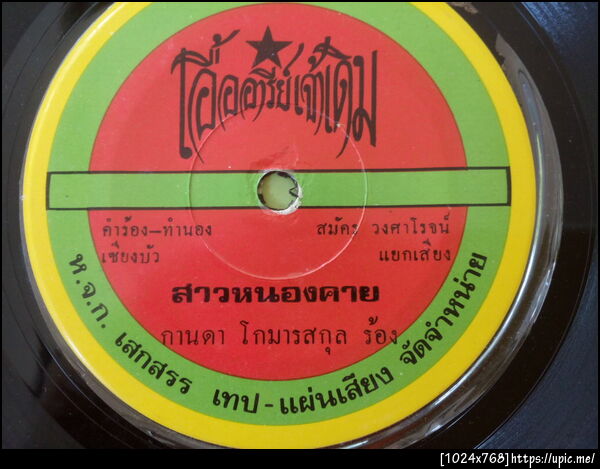 เอื้ออารีย์เจ้าเดิม
คำร้อง-ทำนอง
เซียงบัว
สมัคร วงศาโรจน์
แยกเสียง
สาวหนองคาย
กานดา โกมารสกุล ร้อง
ห.จ.ก. เสกสรร เทป-แผ่นเสียง จัดจำหน่าย
[1024x768]https://upic.me/